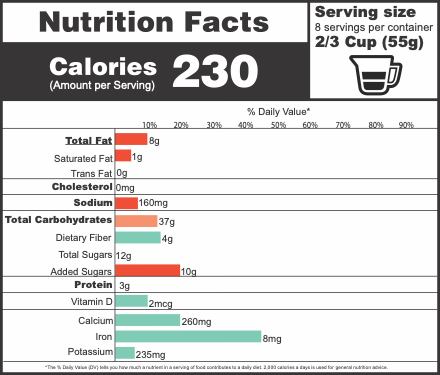 Nutrition Facts
Calories 230
(Amount per Serving)
Serving size
8 servings per container
2/3 Cup (55g)
% Daily Value*
10% 20% 30% 40% 50% 60% 70% 80% 90%
Total Fat 8g
Saturated Fat 1g
Trans Fat 0g
Cholesterol 0mg
Sodium 160mg
Total Carbohydrates 37g
Dietary Fiber 4g
Total Sugars 12g
Added Sugars 10g
Protein 3g
Vitamin D 2mcg
Calcium 260mg
Iron 8mg
Potassium 235mg
*The % Daily Value (DV) tells you how much a nutrient in a serving of food contributes to a daily diet. 2,000 calories a days is used for general nutrition advice.